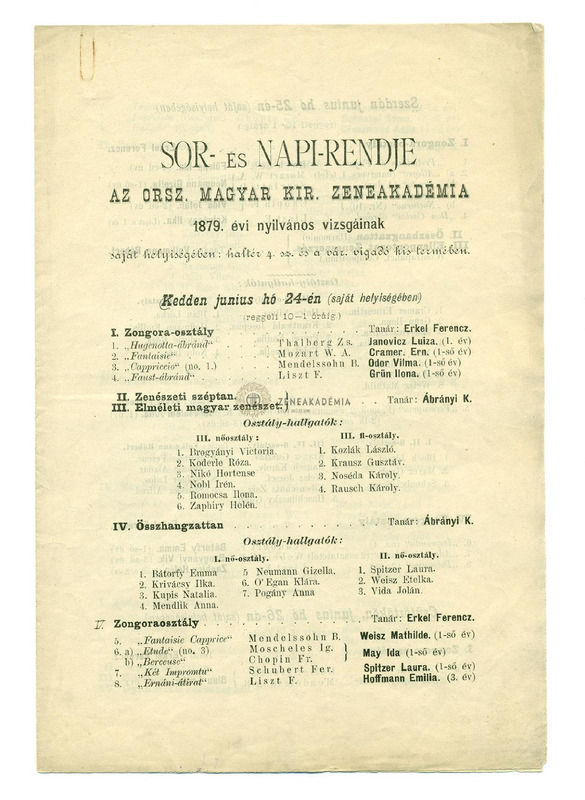 SOR- ÉS NAPI-RENDJE
AZ ORSZ. MAGYAR KIR. ZENEAKADÉMIA
1879. évi nyilvános vizsgáinak
saját helyiségében: haltér 4. sz. és a vár. vigadó kis termében.
Kedden junius hó 24-én (saját helyiségében)
(reggeli 10—1 óráig.)
I. Zongora-osztály . . . . . . . . Tanár: Erkel Ferencz.
1. „Hugenotta-ábránd“ . . . Thalberg Zs. Janovicz Luiza. (1. év)
2. „Fantaisie“ . . . Mozart W. A. Cramer. Ern. (1-ső év)
3. „Cappriccio“ (no. 1.) . . . Mendelssohn B. Odor Vilma. (1-ső év)
4. „Faust-ábránd“ . . . Liszt F. Grün Ilona. (1-ső év)
II. Zenészeti széptan.
III. Elméleti magyar zenészet. } ZENEAKADÉMIA . . Tanár: Ábrányi K.
Osztály-hallgatók:
III. nőosztály: III. fi-osztály.
1. Brogyányi Victoria. 1. Kozlák László.
2. Köderle Róza. 2. Krausz Gusztáv.
3. Nikó Hortense 3. Noséda Károly.
4. Nobl Irén. 4. Rausch Károly.
5. Romocsa Ilona.
6. Zaphiry Helén.
IV. Összhangzattan . . . . . . . . Tanár: Ábrányi K.
Osztály-hallgatók:
I. nő-osztály. II. nő-osztály.
1. Bátorfy Emma 5 Neumann Gizella. 1. Spitzer Laura.
2. Krivácsy Ilka. 6. O'Egan Klára. 2. Weisz Etelka.
3. Kupis Natalia. 7. Pogány Anna 3. Vida Jolán.
4. Mendlik Anna.
V. Zongoraosztály . . . . . . . . Tanár: Erkel Ferencz.
5. „Fantaisie Capprice“ Mendelssohn B. Weisz Mathilde. (1-ső év)
6. a) „Etude“ (no. 3) Moscheles Ig. } May Ida (1-ső év)
b) „Berceuse“ Chopin Fr.
7. „Két Impromtu“ Schubert Fer. Spitzer Laura. (1-ső év)
8. „Ernáni-átirat“ Liszt F. Hoffmann Emilia. (3. év)